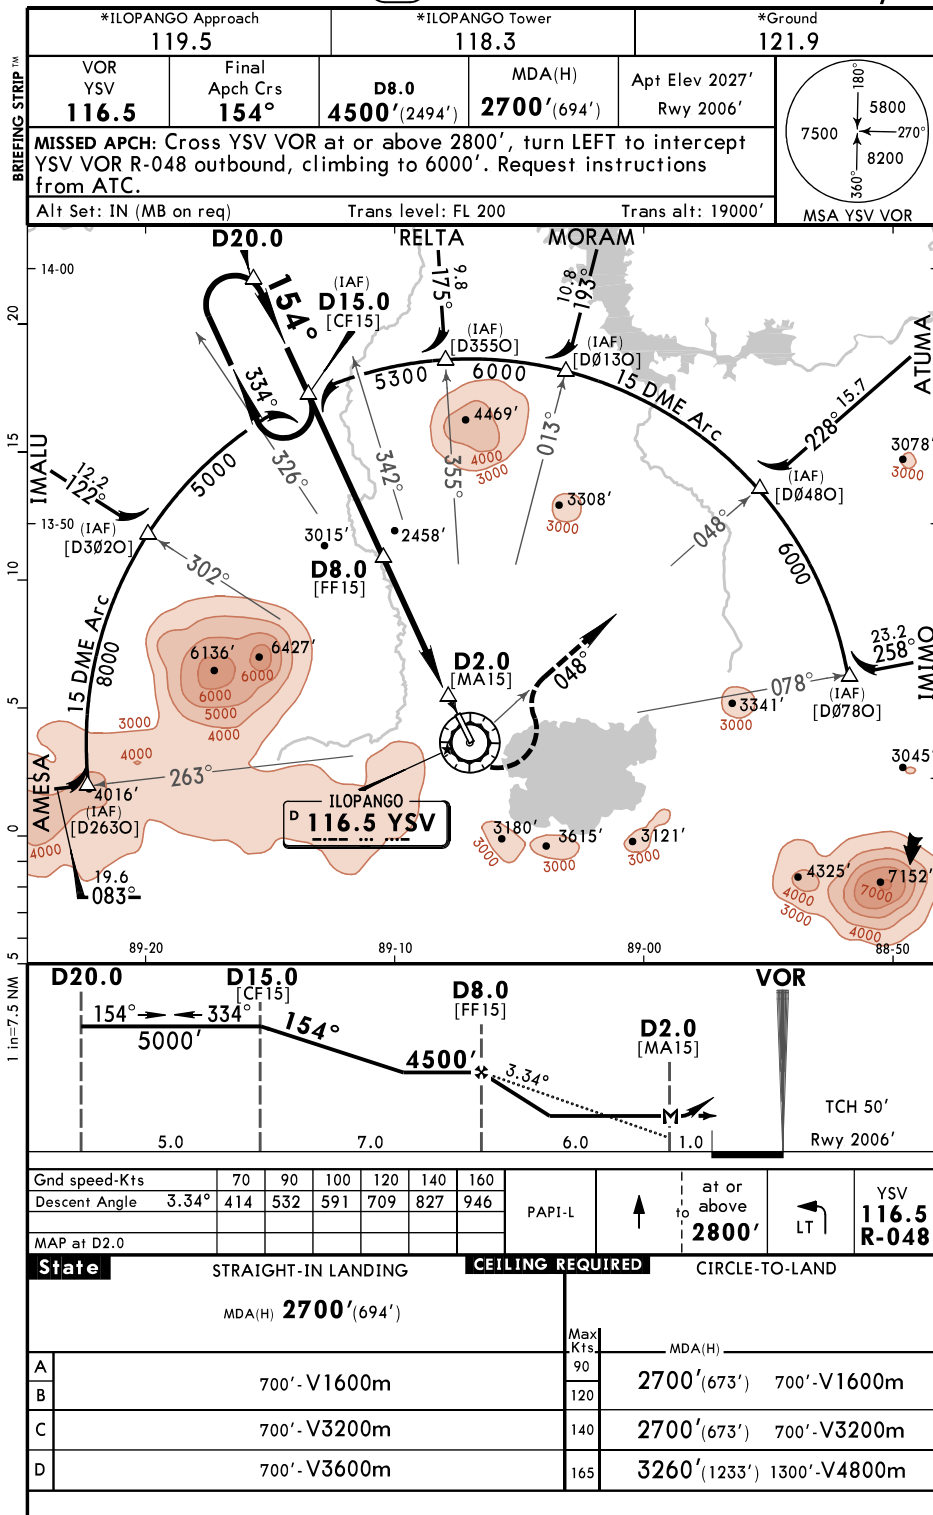 *ILOPANGO Approach
119.5
*ILOPANGO Tower
118.3
*Ground
121.9
BRIEFING STRIP™
VOR
YSV
116.5
Final
Apch Crs
154°
D8.0
4500'(2494')
MDA(H)
2700'(694')
Apt Elev 2027'
Rwy 2006'
MISSED APCH: Cross YSV VOR at or above 2800', turn LEFT to intercept
YSV VOR R-048 outbound, climbing to 6000'. Request instructions
from ATC.
Alt Set: IN (MB on req)
Trans level: FL 200
Trans alt: 19000'
180°
5800
7500
270°
8200
360°
MSA YSV VOR
D20.0
RELTA
MORAM
14-00
154°
(IAF)
D15.0
[CF15]
9.8
175°
10.8
193°
20
(IAF)
[D355O]
(IAF)
[DØ13O]
ATUMA
5300
6000
15 DME Arc
334°
15.7
228°
4469'
4000
3000
15
IMALU
5000
326°
342°
355°
013°
3078'
3000
12.2
122°
(IAF)
[DØ48O]
3308'
3000
13-50
(IAF)
[D302O]
3015'
2458'
048°
D8.0
[FF15]
6000
10
302°
15 DME Arc
8000
6136'
6427'
6000
6000
5000
4000
D2.0
[MA15]
048°
23.2
258°
IMIMO
078°
(IAF)
[DØ78O]
5
3000
4000
3341'
3000
3045'
AMESA
263°
4016'
(IAF)
[D263O]
ILOPANGO
D 116.5 YSV
0
4000
3180'
3000
3615'
3000
3121'
3000
4325'
4000
3000
7152'
7000
4000
19.6
083°
5
89-20
89-10
89-00
88-50
1 in=7.5 NM
D20.0
D15.0
[CF15]
D8.0
[FF15]
D2.0
[MA15]
VOR
154°
334°
5000'
154°
4500'
3.34°
M
TCH 50'
Rwy 2006'
5.0
7.0
6.0
1.0
Gnd speed-Kts 70 90 100 120 140 160
Descent Angle 3.34° 414 532 591 709 827 946
MAP at D2.0
PAPI-L
to
at or
above
2800'
LT
YSV
116.5
R-048
State
STRAIGHT-IN LANDING
CEILING REQUIRED
CIRCLE-TO-LAND
MDA(H) 2700'(694')
Max
Kts
MDA(H)
A
B
700'-V1600m
90
120
2700'(673') 700'-V1600m
C
700'-V3200m
140
2700'(673') 700'-V3200m
D
700'-V3600m
165
3260'(1233') 1300'-V4800m